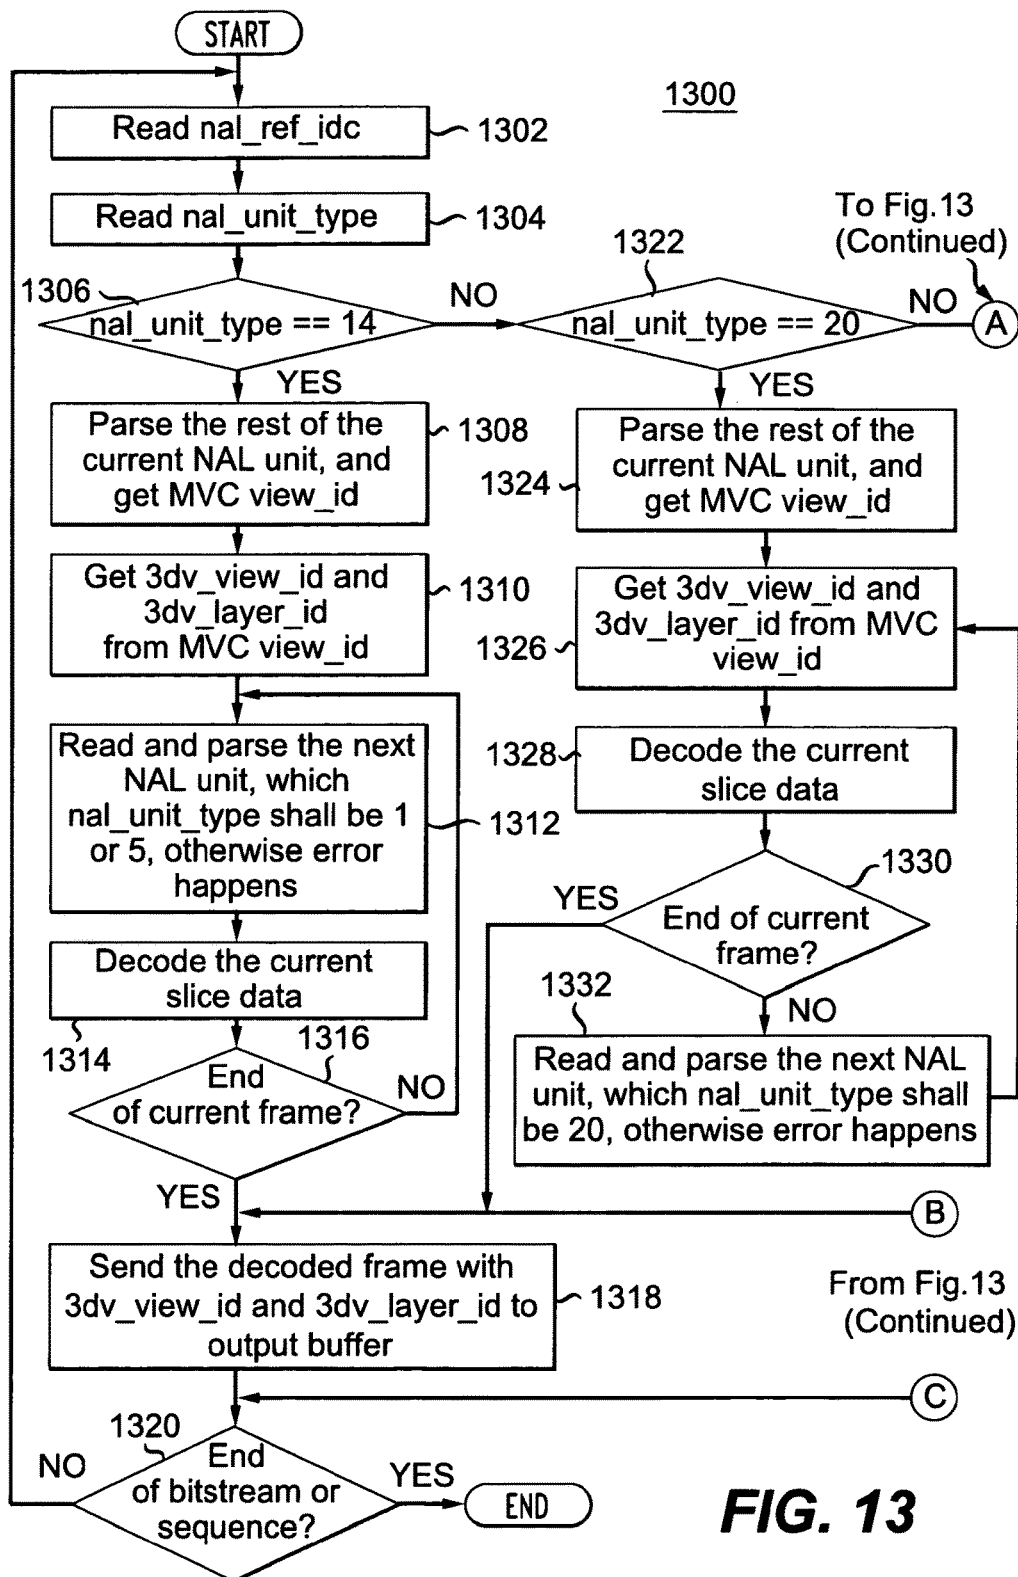 START
1300
Read nal_ref_idc
1302
Read nal_unit_type
1304
To Fig.13
(Continued)
1306
nal_unit_type == 14
NO
1322
nal_unit_type == 20
NO
A
YES
YES
Parse the rest of the
current NAL unit, and
get MVC view_id
1308
Parse the rest of the
current NAL unit, and
get MVC view_id
1324
Get 3dv_view_id and
3dv_layer_id
from MVC view_id
1310
Get 3dv_view_id and
3dv_layer_id from MVC
view_id
1326
Read and parse the next
NAL unit, which
nal_unit_type shall be 1
or 5, otherwise error
happens
1312
1328
Decode the current
slice data
1330
YES
End of current
frame?
Decode the current
slice data
1314
1316
End
of current frame?
NO
1332
NO
Read and parse the next NAL
unit, which nal_unit_type shall
be 20, otherwise error happens
YES
B
Send the decoded frame with
3dv_view_id and 3dv_layer_id to
output buffer
1318
From Fig.13
(Continued)
C
1320
NO
End
of bitstream or
sequence?
YES
END
FIG. 13